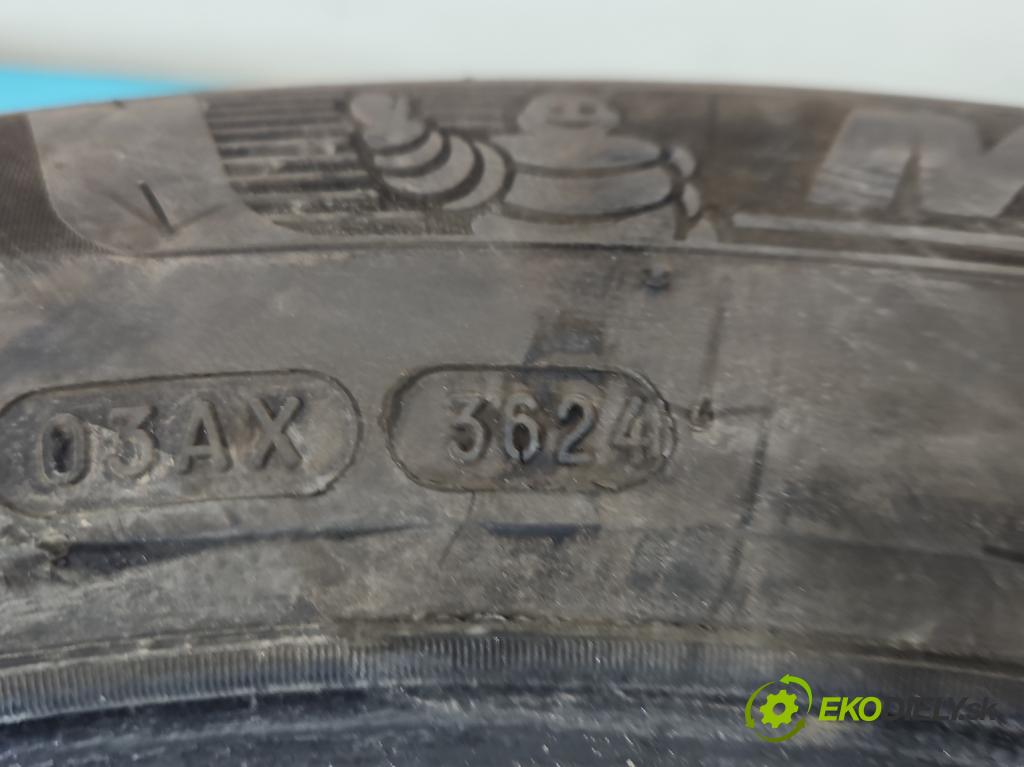 M
03AX 3624
EKODIELY.sk